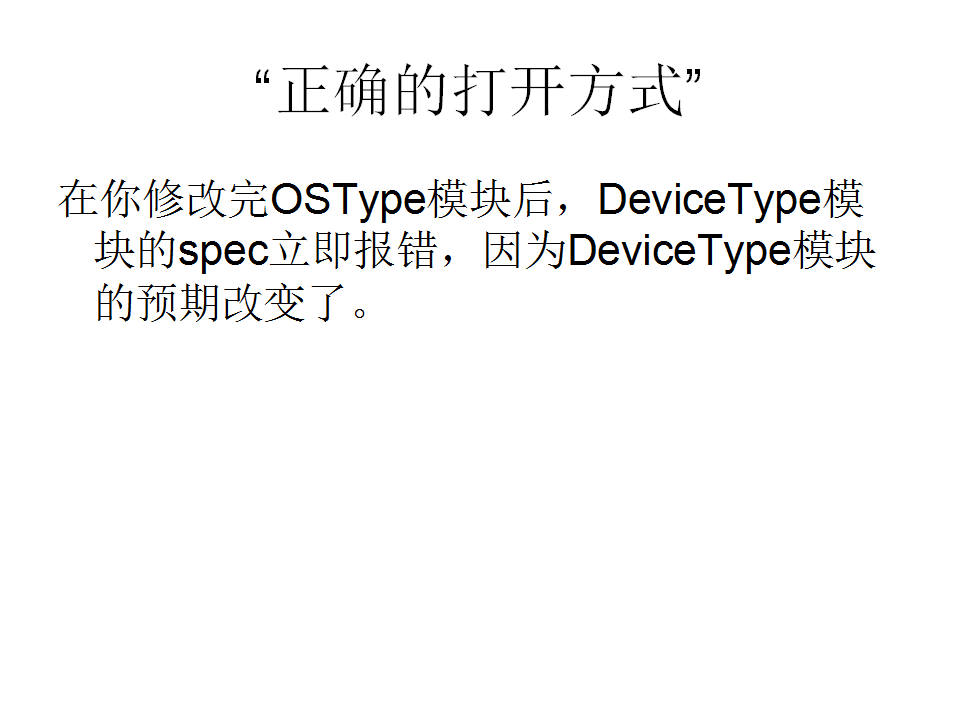 “正确的打开方式”
在你修改完OSType模块后，DeviceType模
块的spec立即报错，因为DeviceType模块
的预期改变了。